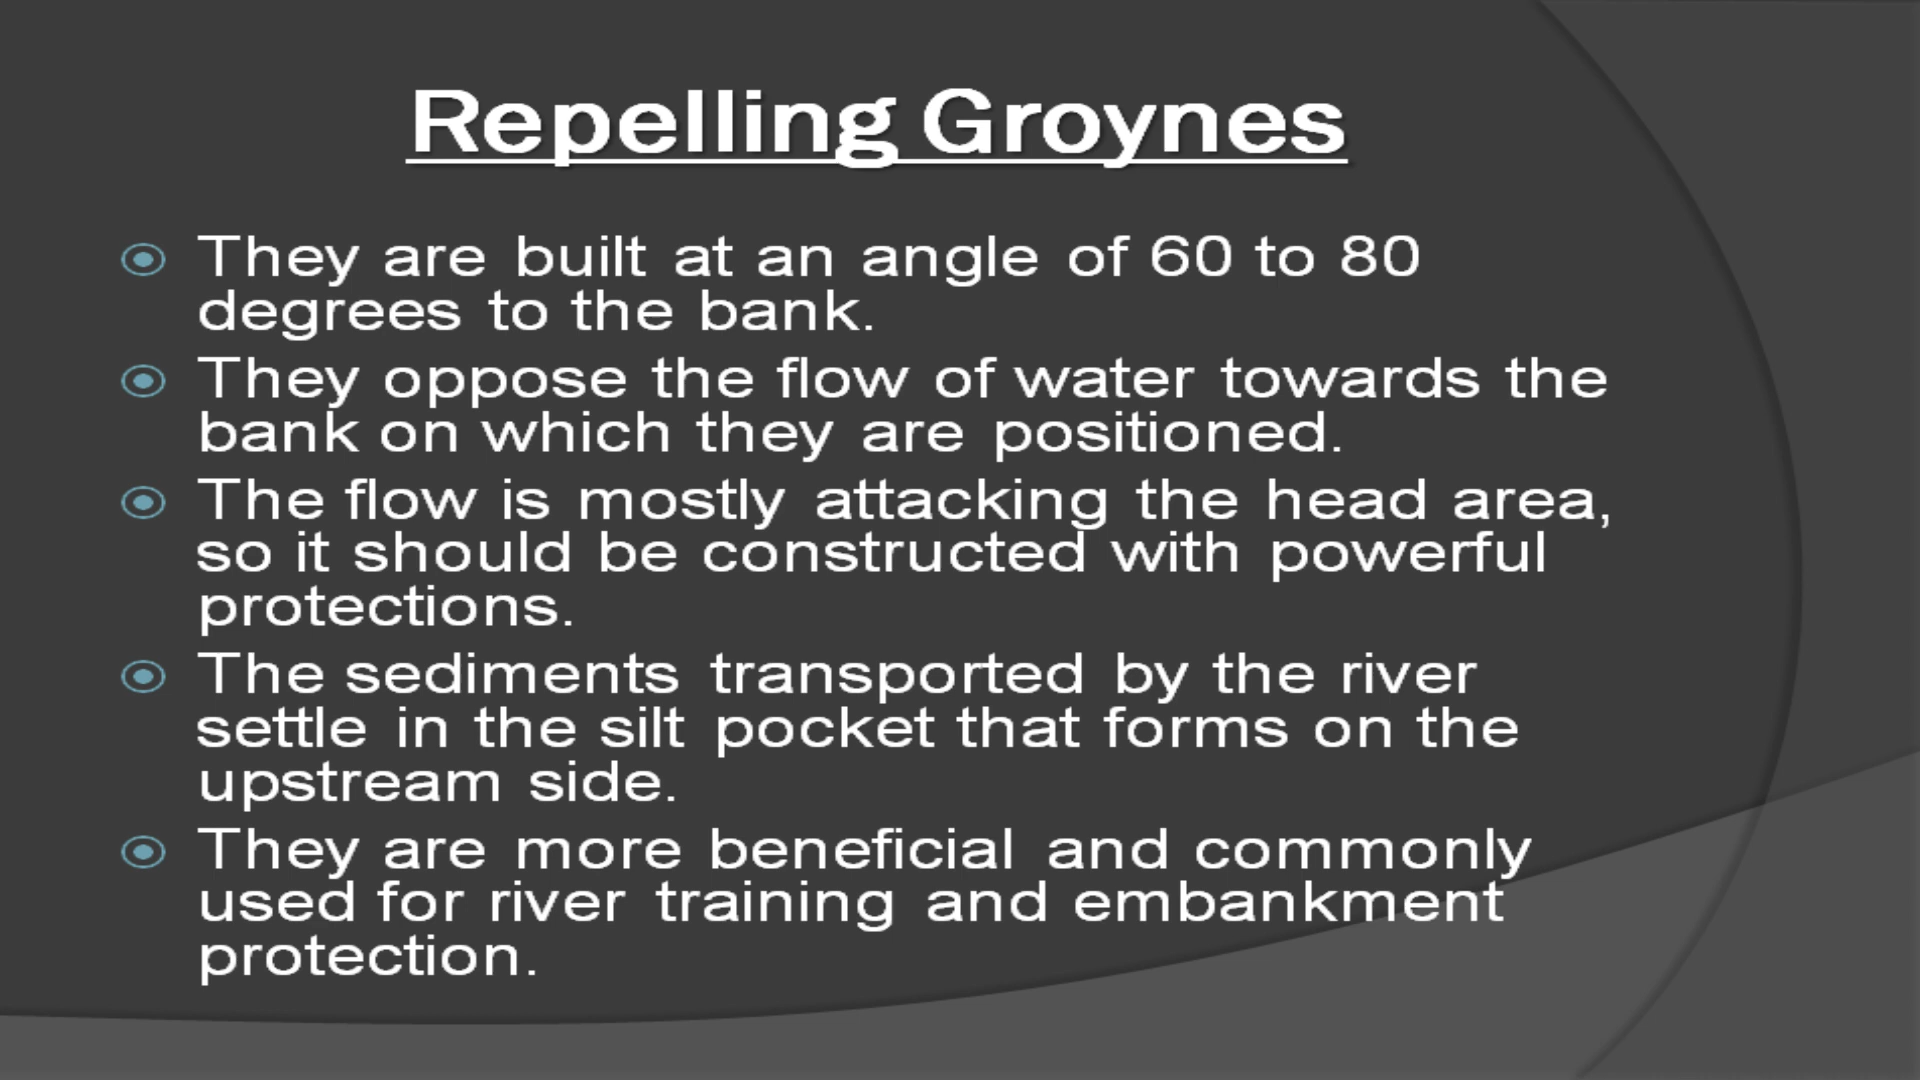 Repelling Groynes
They are built at an angle of 60 to 80
degrees to the bank.
They oppose the flow of water towards the
bank on which they are positioned.
The flow is mostly attacking the head area,
so it should be constructed with powerful
protections.
The sediments transported by the river
settle in the silt pocket that forms on the
upstream side.
They are more beneficial and commonly
used for river training and embankment
protection.